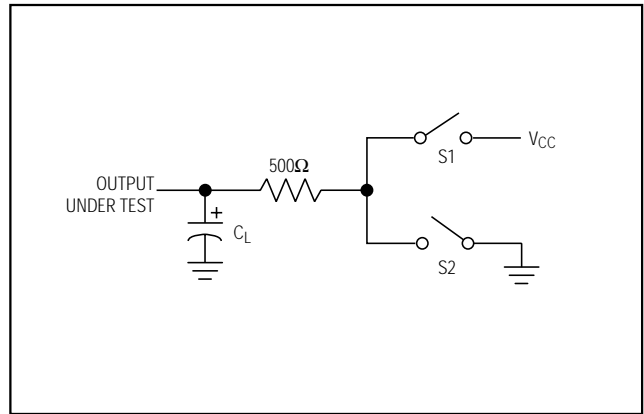 OUTPUT
UNDER TEST
500Ω
+
CL
S1
VCC
S2